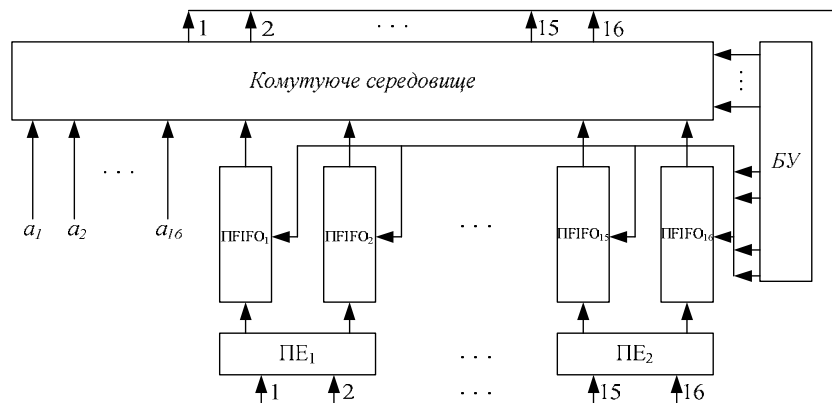 1 2 . . . 15 16
Комутуюче середовище
. . .
БУ
a1 a2 . . . a16
ПFIFO1 ПFIFO2 . . . ПFIFO15 ПFIFO16
ПЕ1 . . . ПЕ2
1 2 . . . 15 16